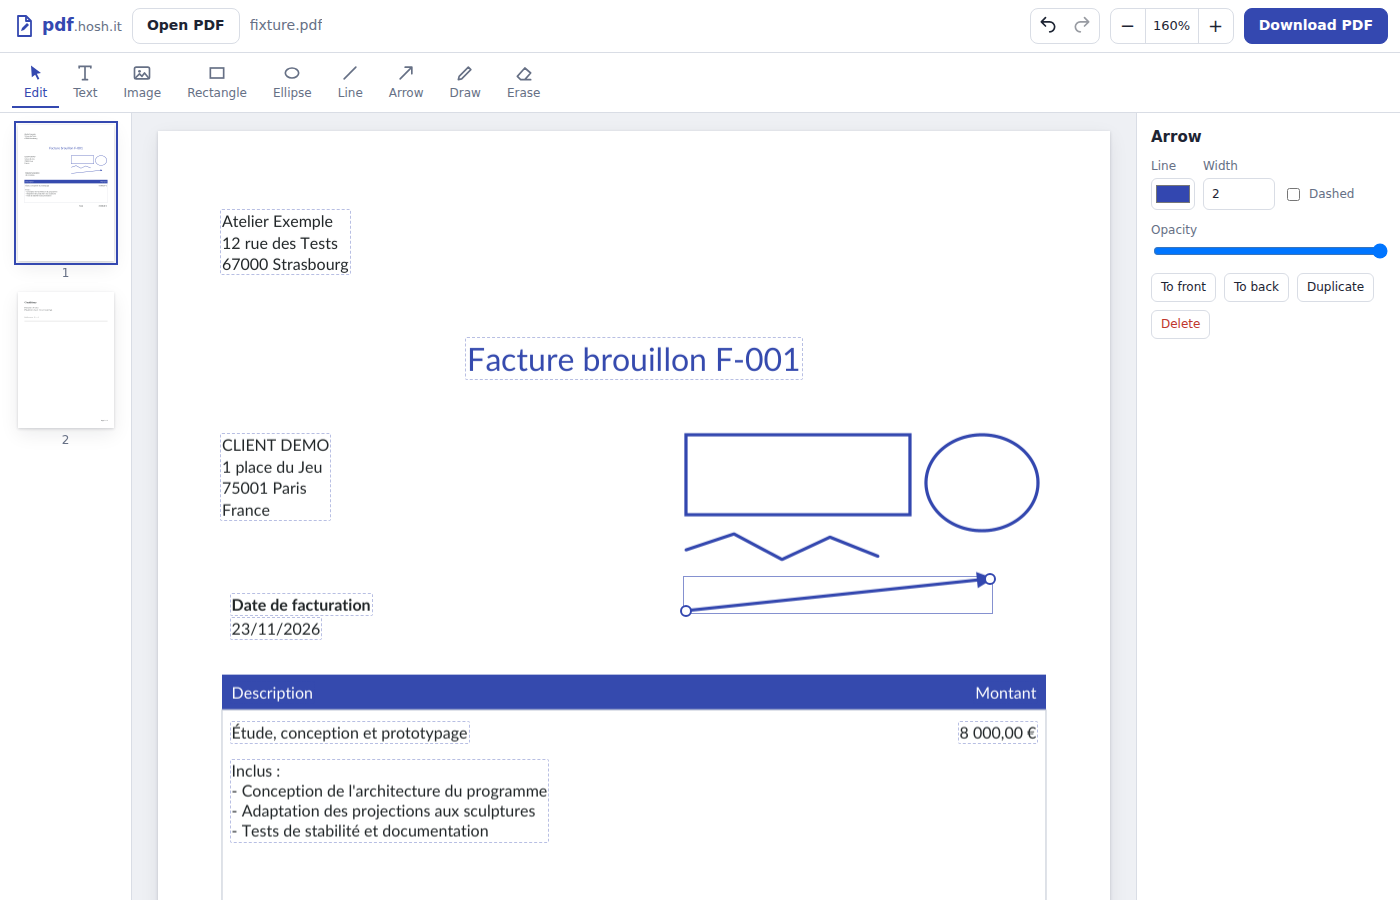 pdf.hosh.it
Open PDF
fixture.pdf
160%
Download PDF
Edit
Text
Image
Rectangle
Ellipse
Line
Arrow
Draw
Erase
1
2
Atelier Exemple
12 rue des Tests
67000 Strasbourg
Facture brouillon F-001
CLIENT DEMO
1 place du Jeu
75001 Paris
France
Date de facturation
23/11/2026
Description
Montant
Étude, conception et prototypage
8 000,00 €
Inclus :
- Conception de l'architecture du programme
- Adaptation des projections aux sculptures
- Tests de stabilité et documentation
Arrow
Line
Width
2
Dashed
Opacity
To front
To back
Duplicate
Delete